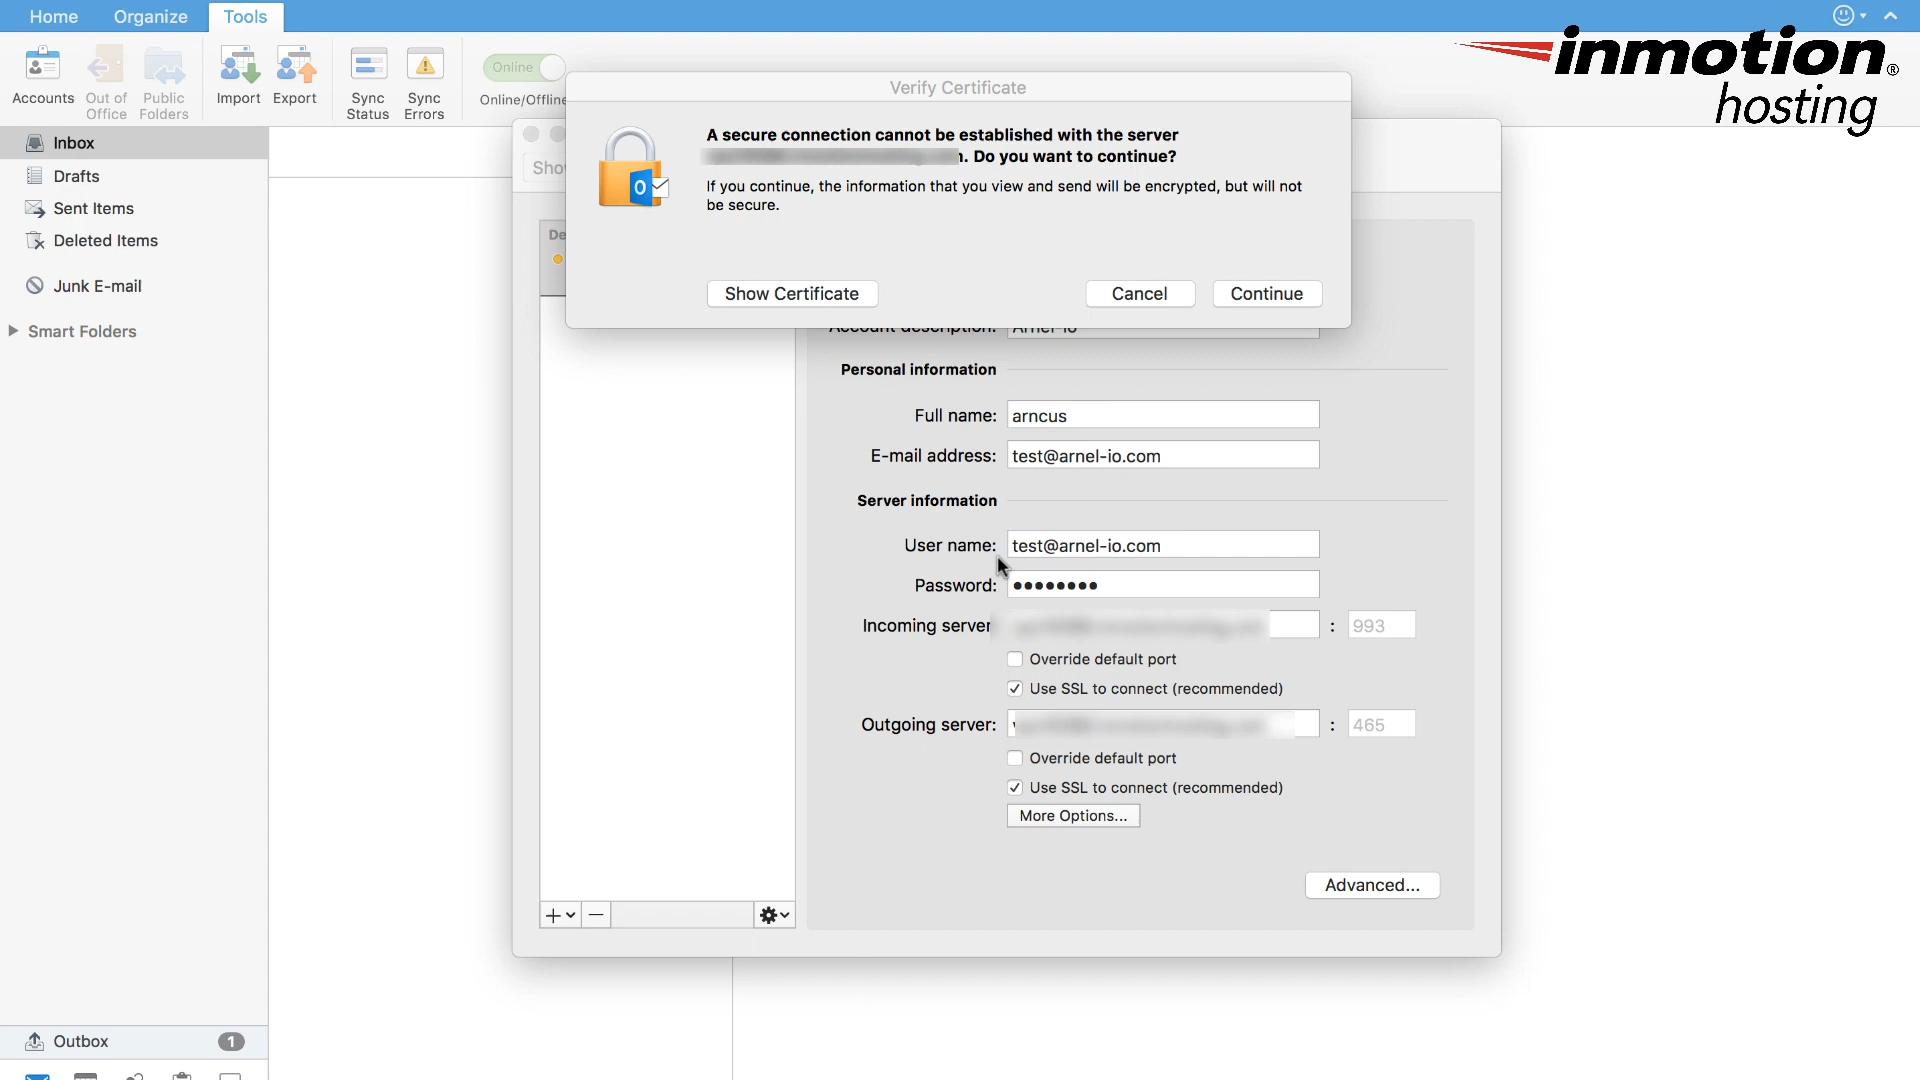 Home Organize Tools
inmotion®
hosting
Accounts Out of Office Public Folders Import Export Sync Status Sync Errors Online Online/Offline
Verify Certificate
A secure connection cannot be established with the server
. Do you want to continue?
If you continue, the information that you view and send will be encrypted, but will not
be secure.
Show Certificate Cancel Continue
Inbox
Drafts
Sent Items
Deleted Items
Junk E-mail
Smart Folders
Sho
De
Account description: Arnel-io
Personal information
Full name: arncus
E-mail address: test@arnel-io.com
Server information
User name: test@arnel-io.com
Password: ●●●●●●●●
Incoming server : 993
Override default port
Use SSL to connect (recommended)
Outgoing server: : 465
Override default port
Use SSL to connect (recommended)
More Options...
Advanced...
Outbox 1